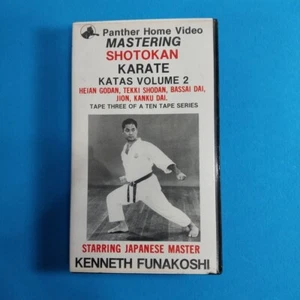 Panther Home Video
MASTERING
SHOTOKAN
KARATE
KATAS VOLUME 2
HEIAN GODAN, TEKKI SHODAN, BASSAI DAI,
JION, KANKU DAI.
TAPE THREE OF A TEN TAPE SERIES
STARRING JAPANESE MASTER
KENNETH FUNAKOSHI